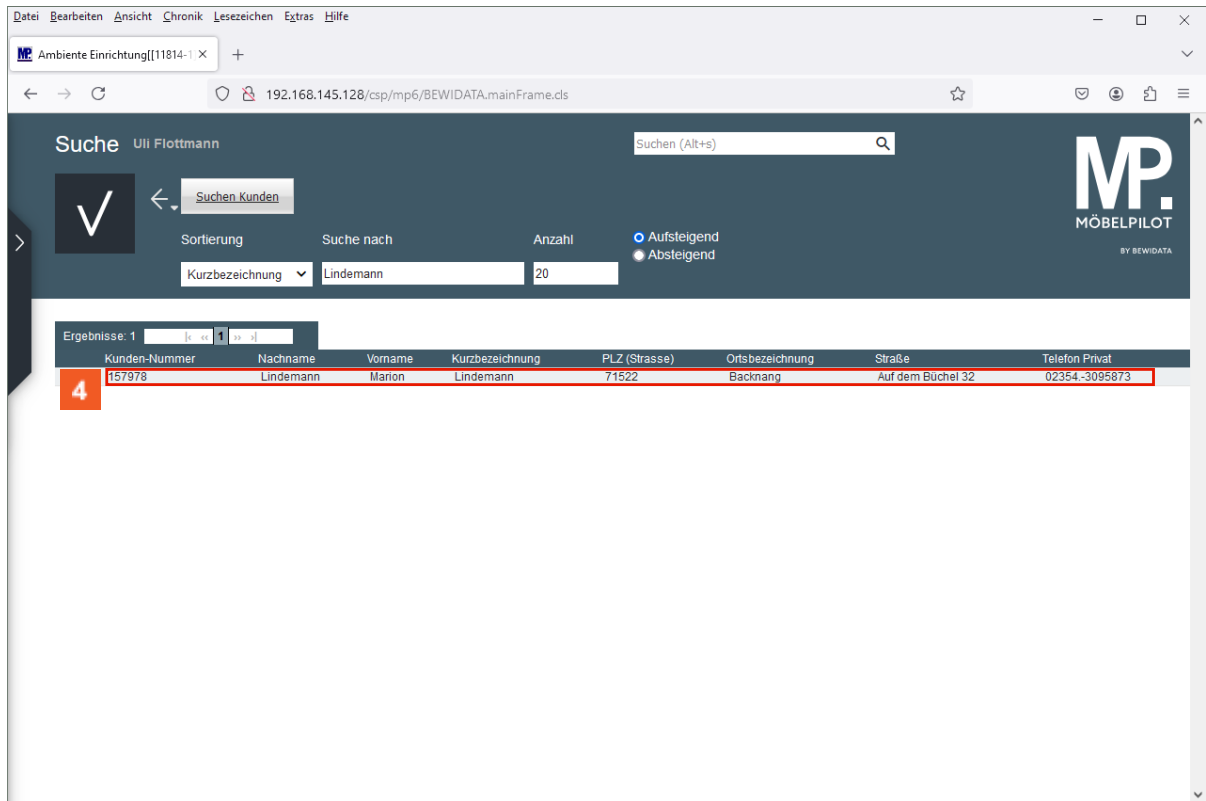 Datei Bearbeiten Ansicht Chronik Lesezeichen Extras Hilfe
MP. Ambiente Einrichtung[[11814-1
192.168.145.128/csp/mp6/BEWIDATA.mainFrame.cls
Suche Uli Flottmann Suchen (Alt+s)
Suchen Kunden
MP.
MÖBELPILOT
BY BEWIDATA
Sortierung Suche nach Anzahl Aufsteigend
Absteigend
Kurzbezeichnung Lindemann 20
Ergebnisse: 1 1
Kunden-Nummer Nachname Vorname Kurzbezeichnung PLZ (Strasse) Ortsbezeichnung Straße Telefon Privat
157978 Lindemann Marion Lindemann 71522 Backnang Auf dem Büchel 32 02354.-3095873
4